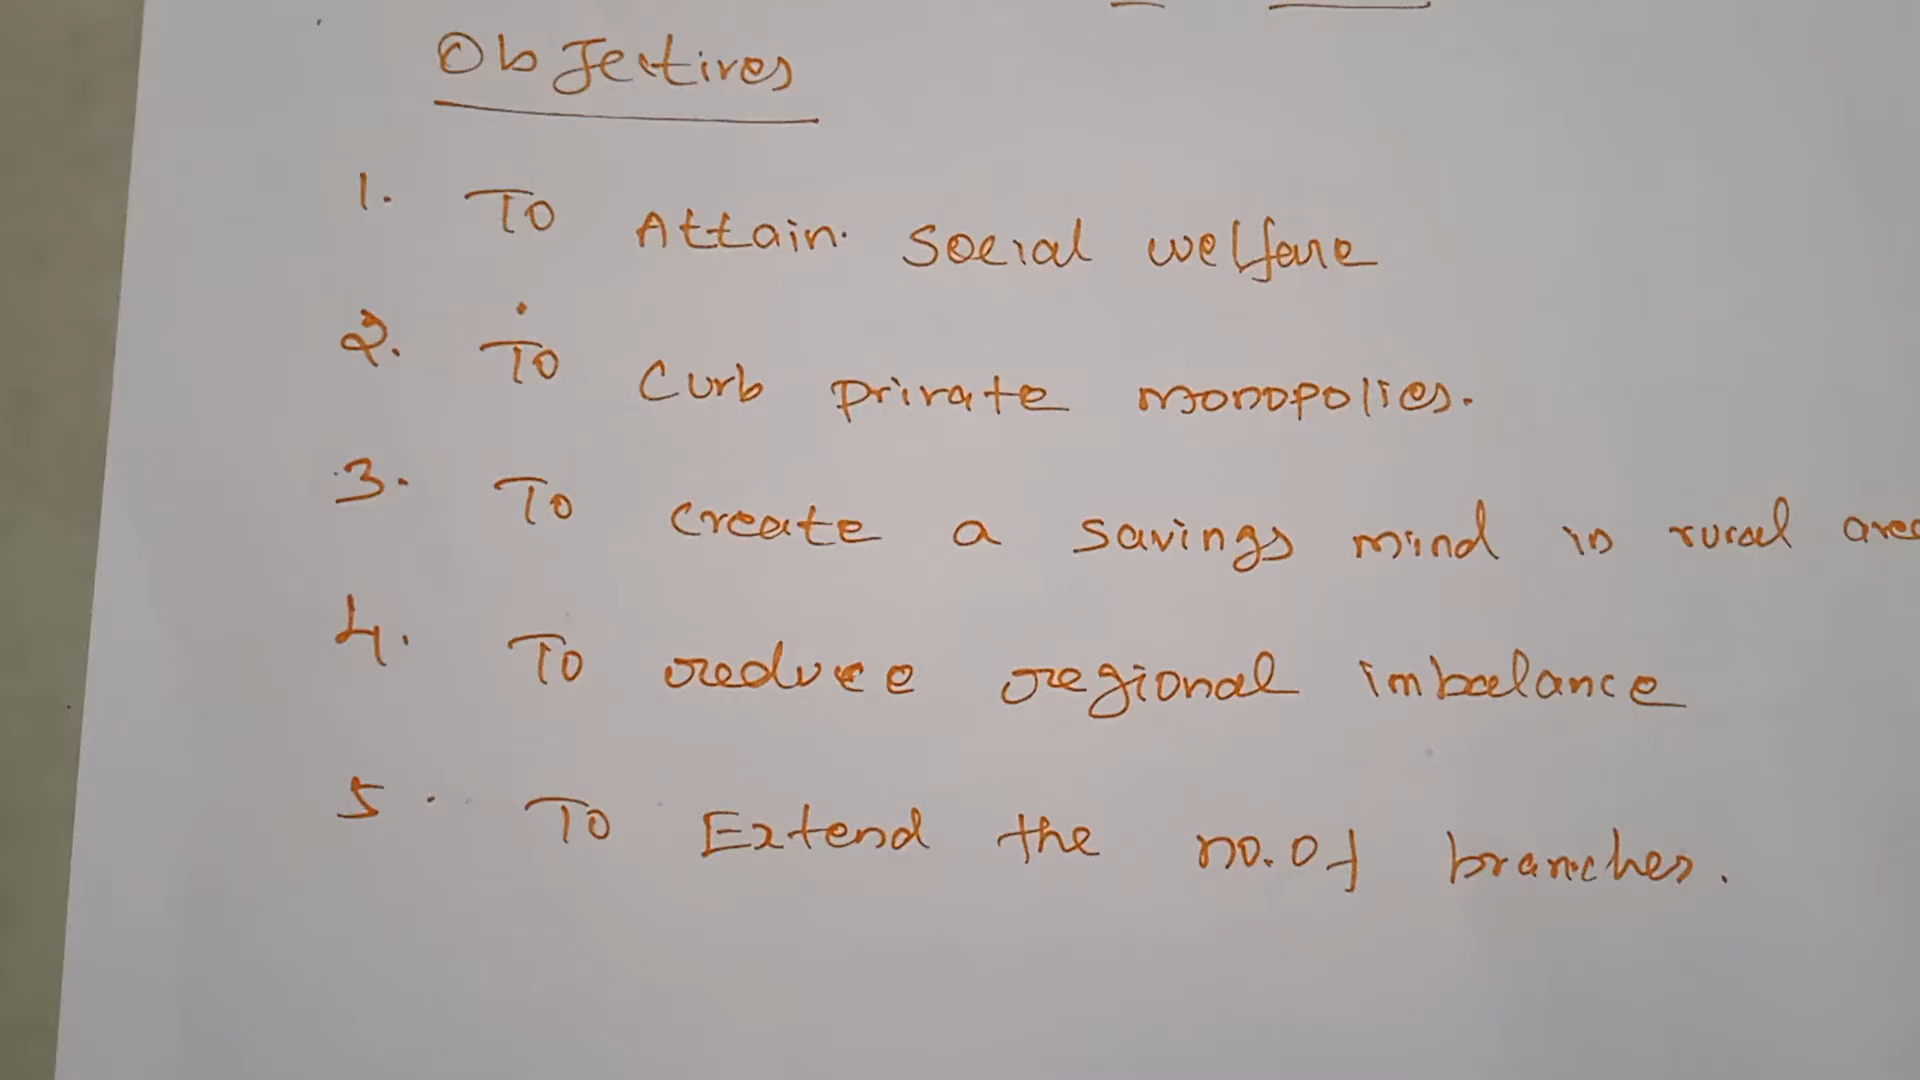 Objectives
1. To Attain social welfare
2. To Curb private monopolies.
3. To create a savings mind in rural
4. To reduce regional imbalance
5. To Extend the no.of branches.